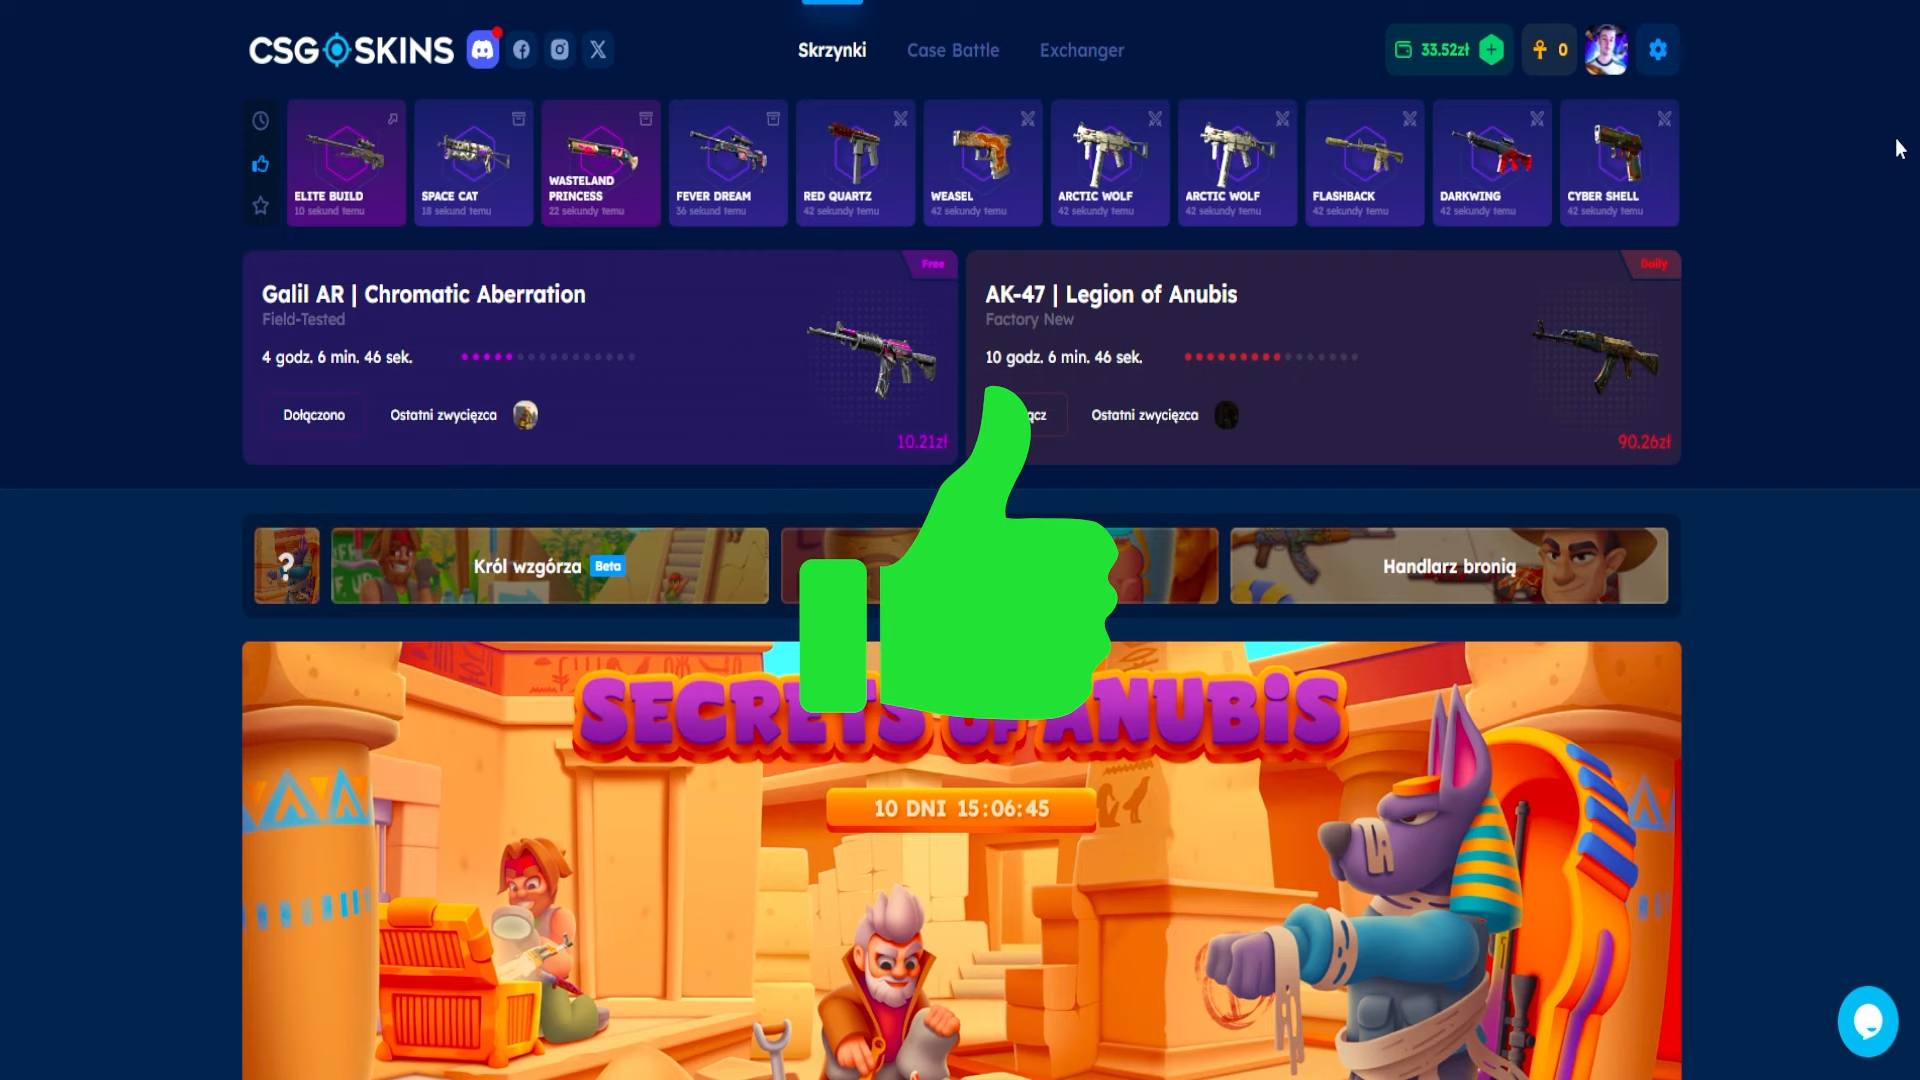 CSG SKINS
Skrzynki
Case Battle
Exchanger
33.52zł
0
ELITE BUILD
10 sekund temu
SPACE CAT
18 sekund temu
WASTELAND
PRINCESS
22 sekundy temu
FEVER DREAM
36 sekund temu
RED QUARTZ
42 sekundy temu
WEASEL
42 sekundy temu
ARCTIC WOLF
42 sekundy temu
ARCTIC WOLF
42 sekundy temu
FLASHBACK
42 sekundy temu
DARKWING
42 sekundy temu
CYBER SHELL
42 sekundy temu
Free
Galil AR | Chromatic Aberration
Field-Tested
4 godz. 6 min. 46 sek.
Dołączono
Ostatni zwycięzca
10.21zł
Daily
AK-47 | Legion of Anubis
Factory New
10 godz. 6 min. 46 sek.
Ostatni zwycięzca
90.26zł
?
Król wzgórza Beta
Handlarz bronią
SECRETS OF ANUBIS
10 DNI 15:06:45